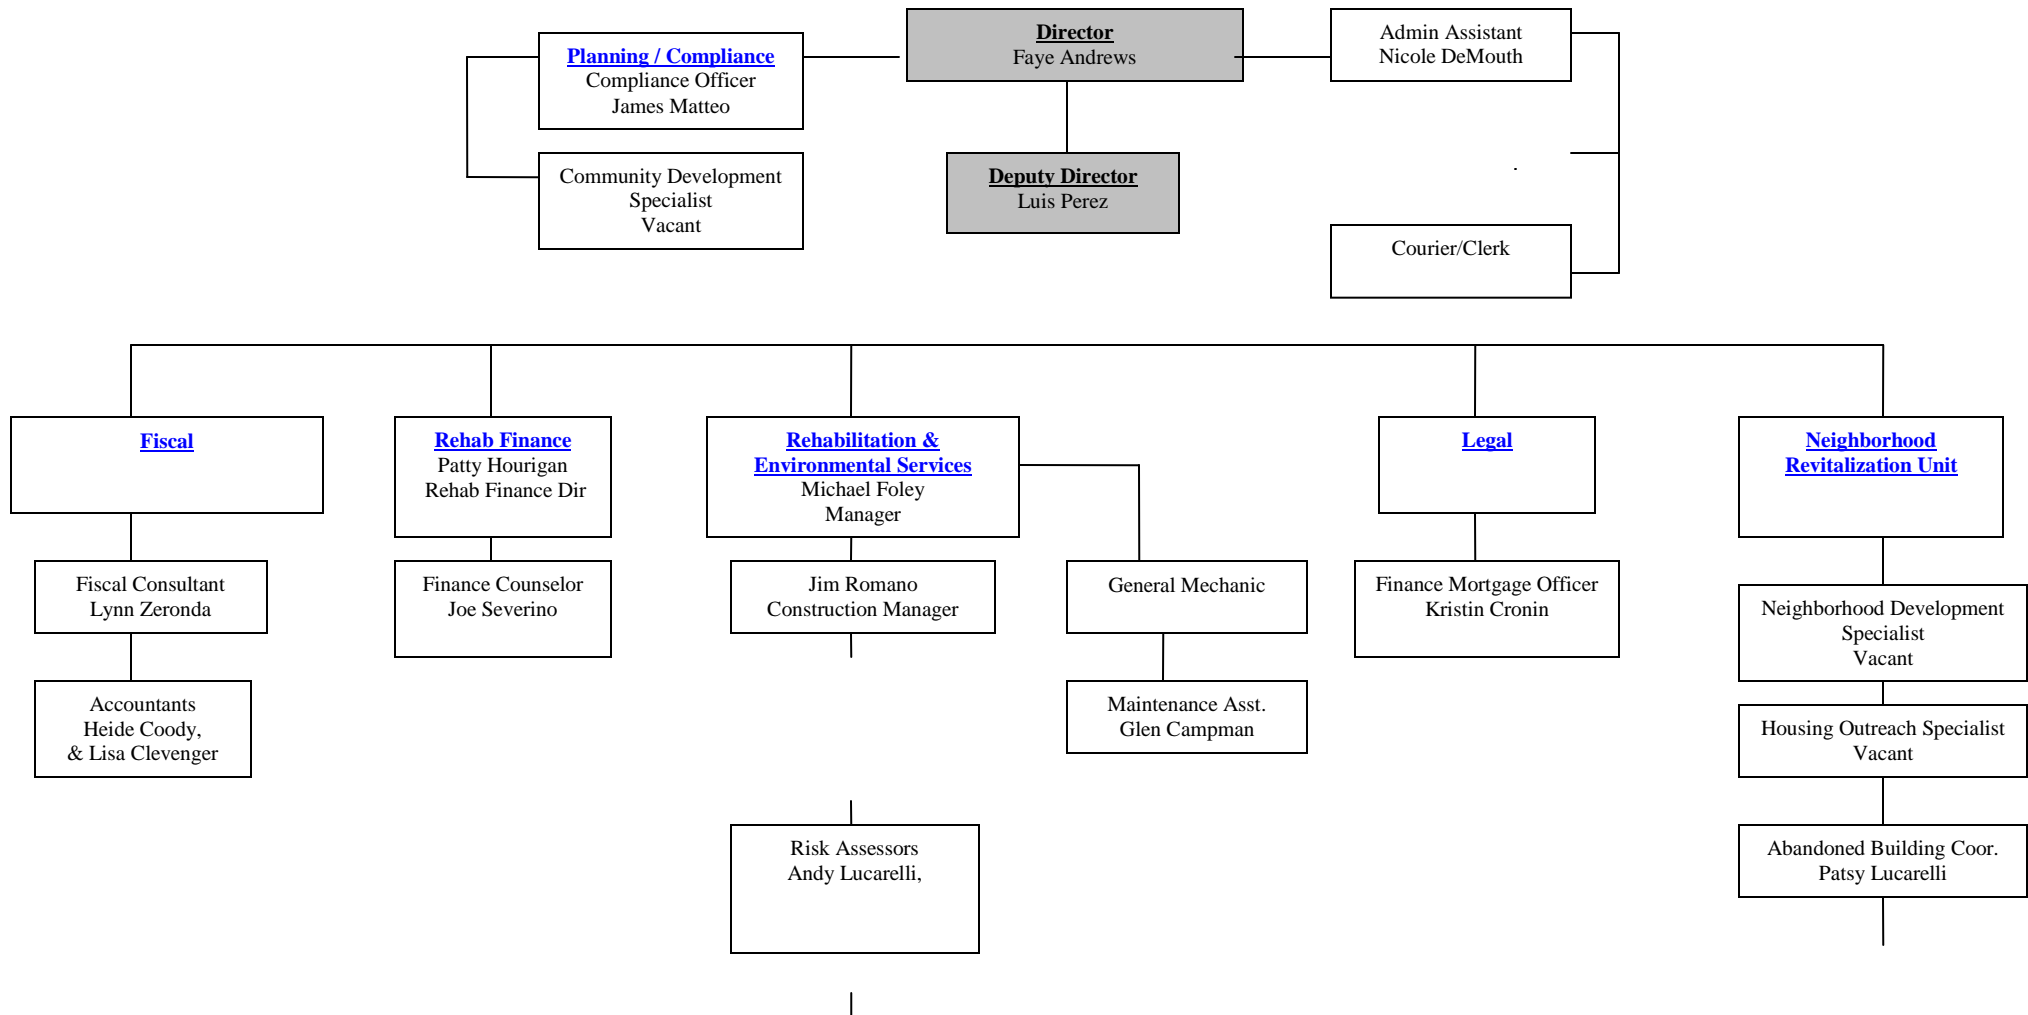 Director
Faye Andrews
Admin Assistant
Nicole DeMouth
Planning / Compliance
Compliance Officer
James Matteo
Community Development
Specialist
Vacant
Deputy Director
Luis Perez
.
Courier/Clerk
Fiscal
Rehab Finance
Patty Hourigan
Rehab Finance Dir
Rehabilitation &
Environmental Services
Michael Foley
Manager
Legal
Neighborhood
Revitalization Unit
Fiscal Consultant
Lynn Zeronda
Finance Counselor
Joe Severino
Jim Romano
Construction Manager
General Mechanic
Finance Mortgage Officer
Kristin Cronin
Neighborhood Development
Specialist
Vacant
Accountants
Heide Coody,
& Lisa Clevenger
Maintenance Asst.
Glen Campman
Housing Outreach Specialist
Vacant
Risk Assessors
Andy Lucarelli,
Abandoned Building Coor.
Patsy Lucarelli